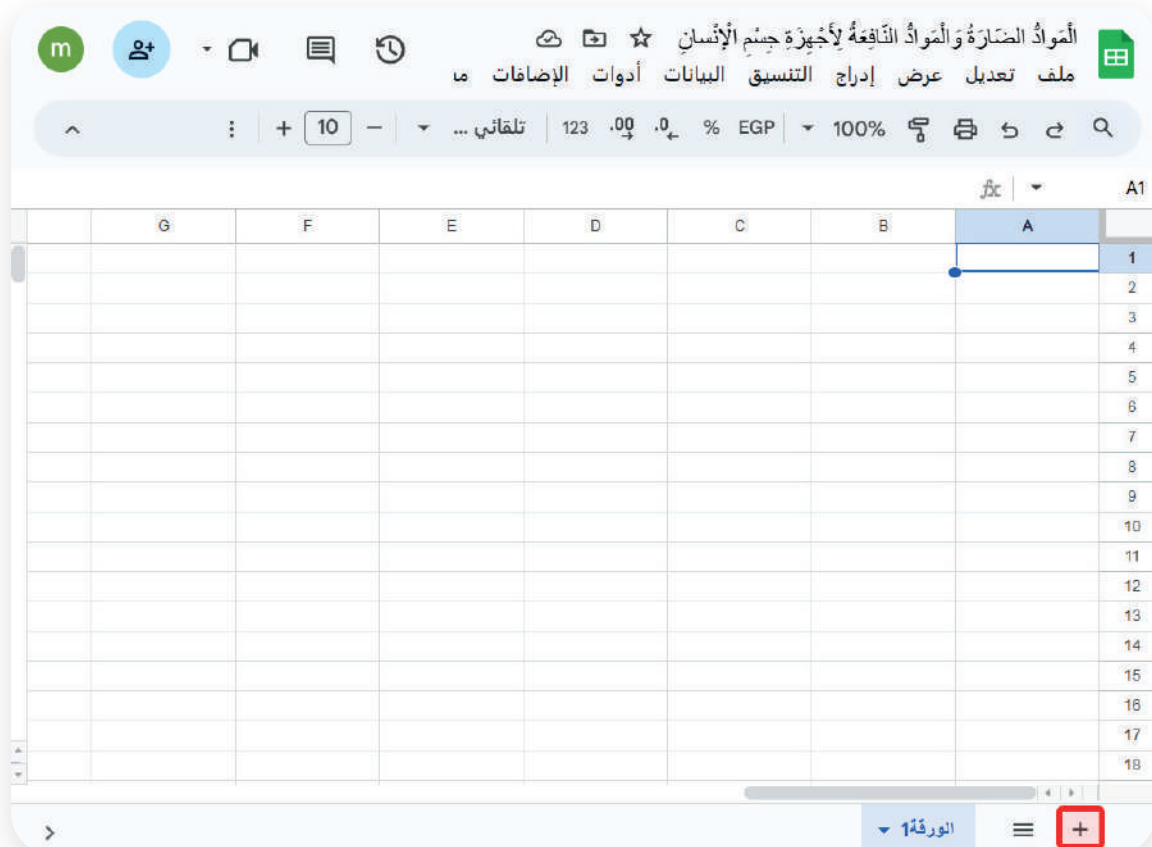 الْمَوادُّ الضَارَةُ وَالْمَوادُّ النّافِعَةُ لِأَجْهِزَةِ جِسْمِ الْإِنْسانِ
m
ملف تعديل عرض إدراج التنسيق البيانات أدوات الإضافات مد
100% EGP % .0 .00 123 تلقائي ... − 10 +
A1 fx
A B C D E F G
1
2
3
4
5
6
7
8
9
10
11
12
13
14
15
16
17
18
+ الورقة1